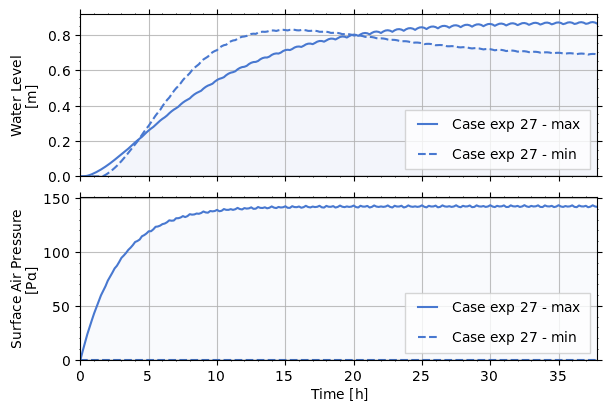 0.8
0.6
0.4
0.2
0.0
Water Level
[m]
Case exp 27 - max
Case exp 27 - min
150
100
50
0
Surface Air Pressure
[Pa]
Case exp 27 - max
Case exp 27 - min
0 5 10 15 20 25 30 35
Time [h]